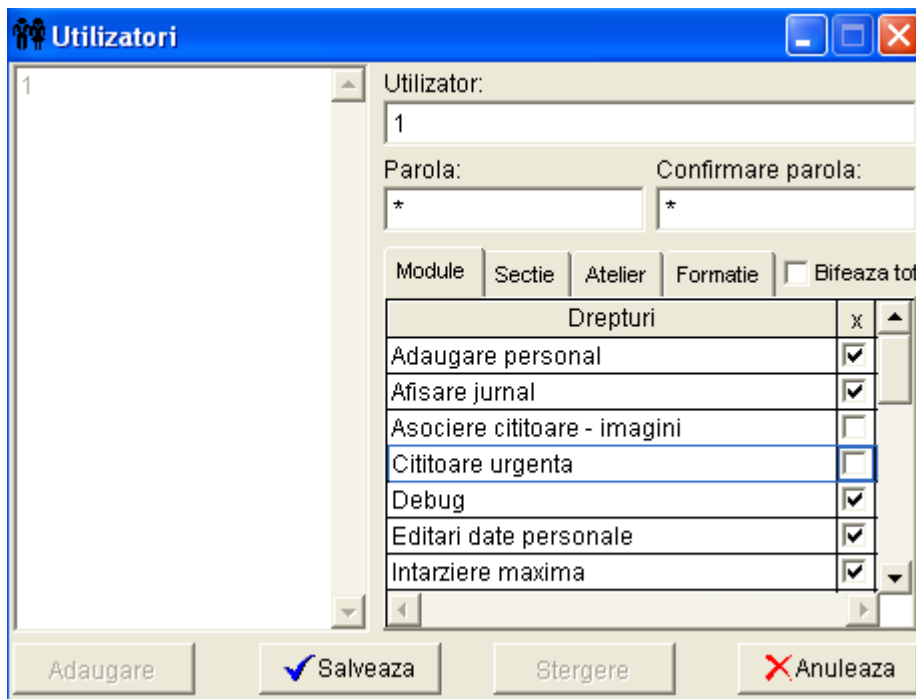 Utilizatori
1
Utilizator:
1
Parola:
Confirmare parola:
*
*
Module
Sectie
Atelier
Formatie
Bifeaza tot
Drepturi
x
Adaugare personal
Afisare jurnal
Asociere cititoare - imagini
Cititoare urgenta
Debug
Editari date personale
Intarziere maxima
Adaugare
Salveaza
Stergere
Anuleaza